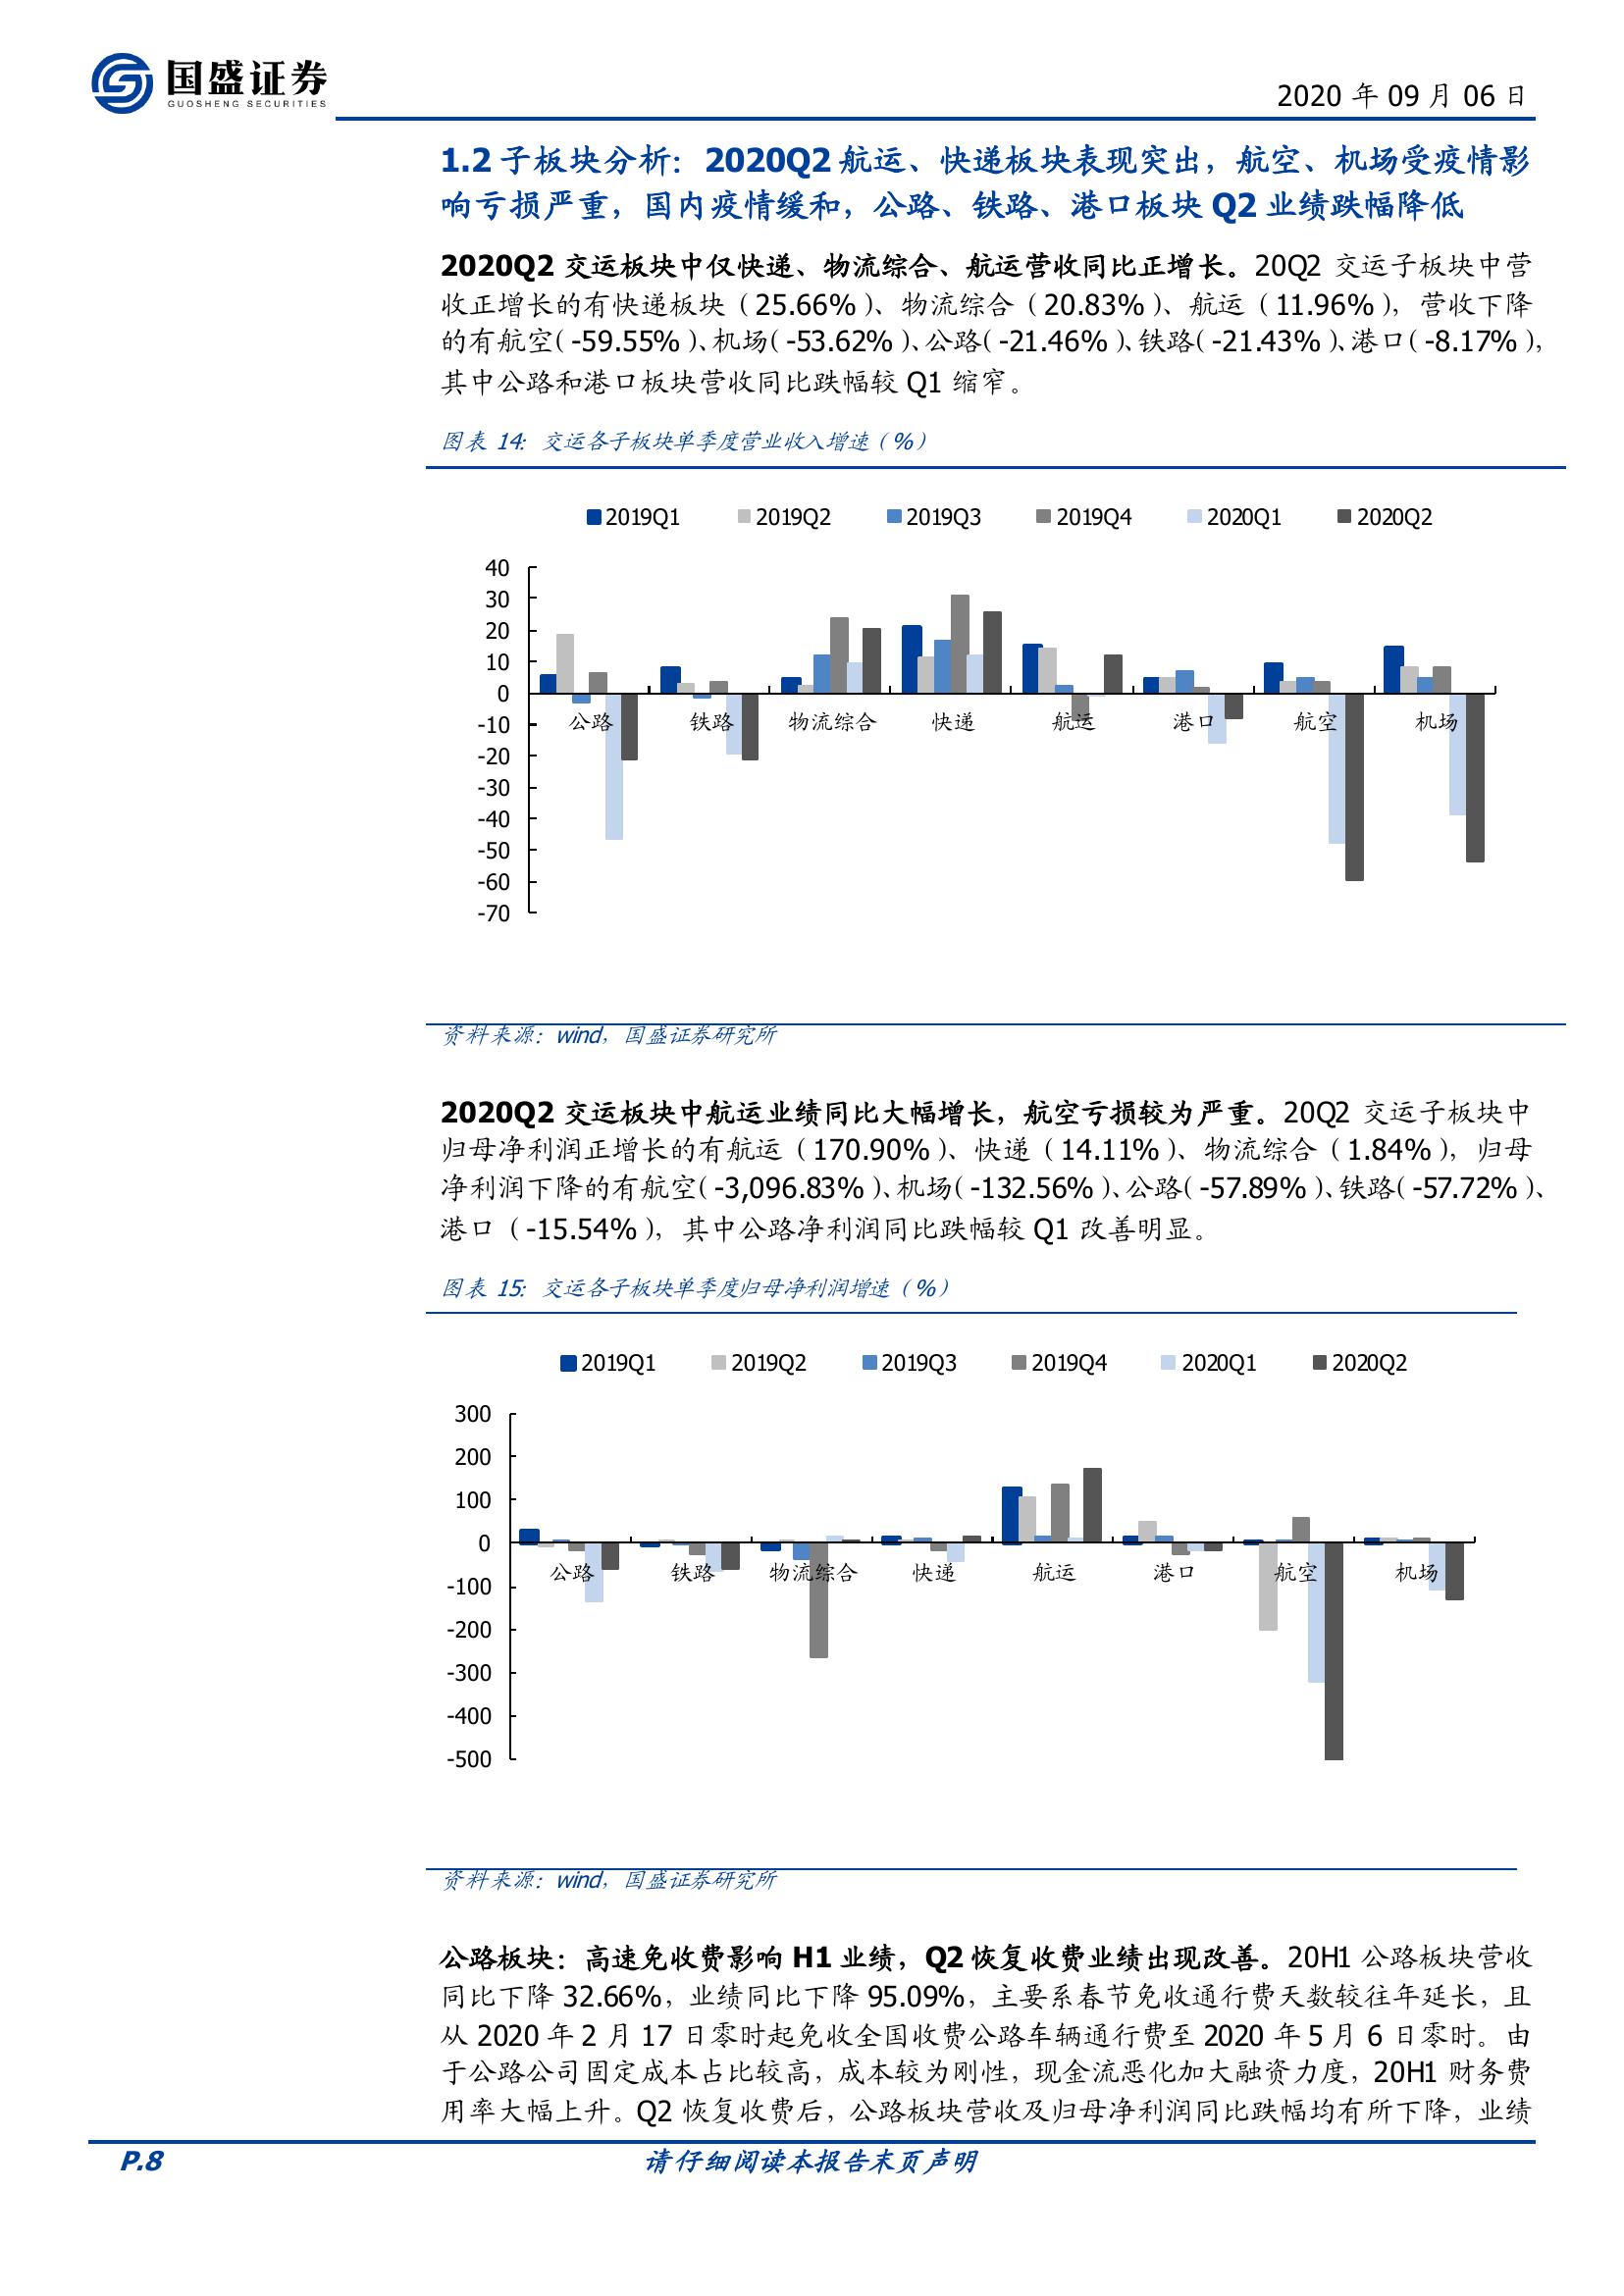 国盛证券
GUOSHENG SECURITIES
2020 年 09 月 06 日
1.2 子板块分析：2020Q2 航运、快递板块表现突出，航空、机场受疫情影
响亏损严重，国内疫情缓和，公路、铁路、港口板块 Q2 业绩跌幅降低
2020Q2 交运板块中仅快递、物流综合、航运营收同比正增长。20Q2 交运子板块中营
收正增长的有快递板块（25.66%）、物流综合（20.83%）、航运（11.96%），营收下降
的有航空（-59.55%）、机场（-53.62%）、公路（-21.46%）、铁路（-21.43%）、港口（-8.17%），
其中公路和港口板块营收同比跌幅较 Q1 缩窄。
图表 14：交运各子板块单季度营业收入增速（%）
2019Q1 2019Q2 2019Q3 2019Q4 2020Q1 2020Q2
40
30
20
10
0
-10
公路 铁路 物流综合 快递 航运 港口 航空 机场
-20
-30
-40
-50
-60
-70
资料来源：wind，国盛证券研究所
2020Q2 交运板块中航运业绩同比大幅增长，航空亏损较为严重。20Q2 交运子板块中
归母净利润正增长的有航运（170.90%）、快递（14.11%）、物流综合（1.84%），归母
净利润下降的有航空（-3,096.83%）、机场（-132.56%）、公路（-57.89%）、铁路（-57.72%）、
港口（-15.54%），其中公路净利润同比跌幅较 Q1 改善明显。
图表 15：交运各子板块单季度归母净利润增速（%）
2019Q1 2019Q2 2019Q3 2019Q4 2020Q1 2020Q2
300
200
100
0
公路 铁路 物流综合 快递 航运 港口 航空 机场
-100
-200
-300
-400
-500
资料来源：wind，国盛证券研究所
公路板块：高速免收费影响 H1 业绩，Q2 恢复收费业绩出现改善。20H1 公路板块营收
同比下降 32.66%，业绩同比下降 95.09%，主要系春节免收通行费天数较往年延长，且
从 2020 年 2 月 17 日零时起免收全国收费公路车辆通行费至 2020 年 5 月 6 日零时。由
于公路公司固定成本占比较高，成本较为刚性，现金流恶化加大融资力度，20H1 财务费
用率大幅上升。Q2 恢复收费后，公路板块营收及归母净利润同比跌幅均有所下降，业绩
P.8
请仔细阅读本报告末页声明